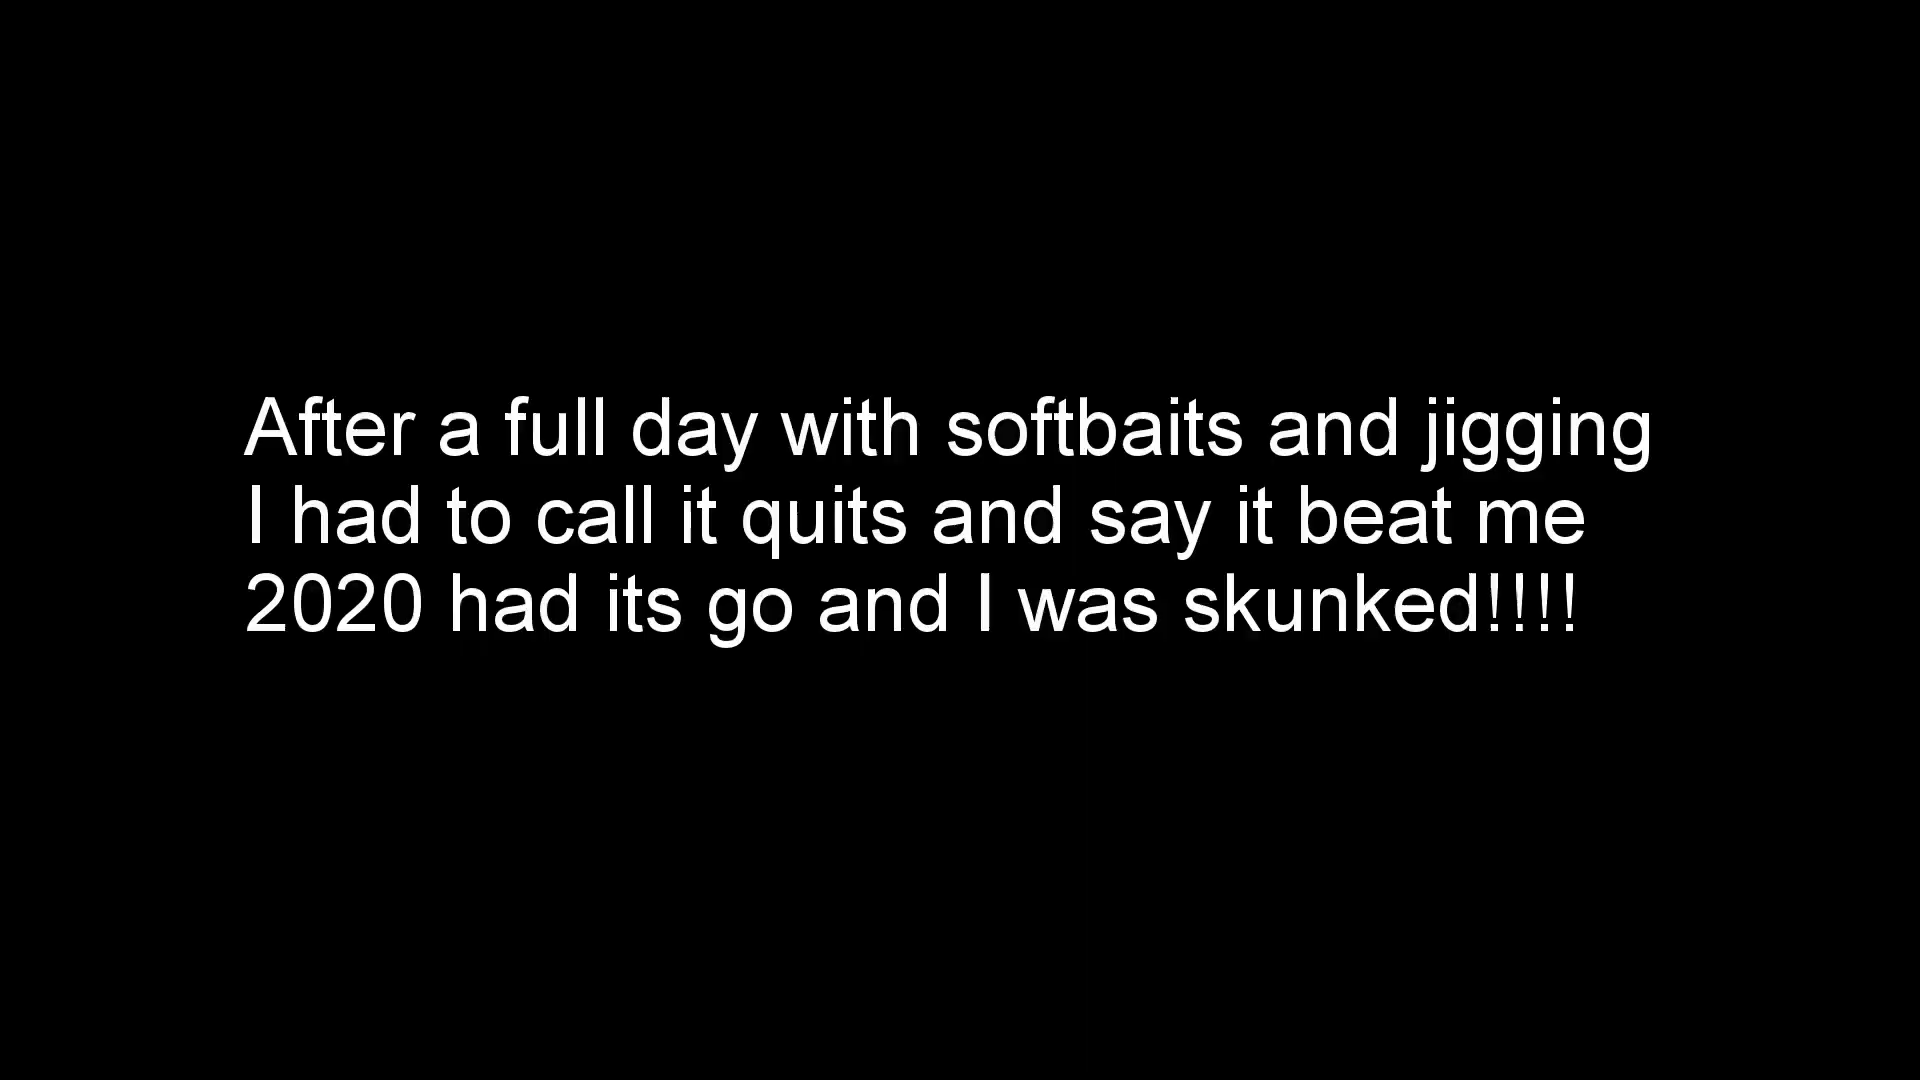 After a full day with softbaits and jigging
I had to call it quits and say it beat me
2020 had its go and I was skunked!!!!